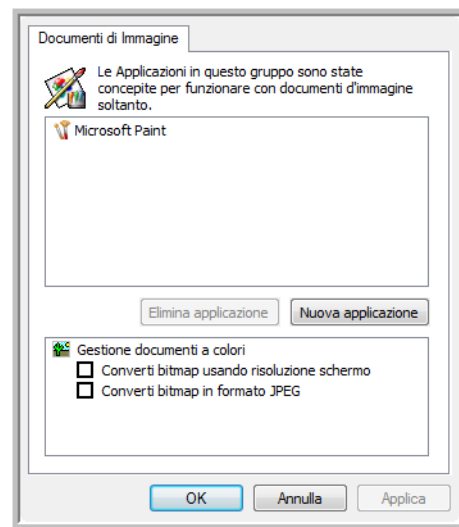 Documenti di Immagine
Le Applicazioni in questo gruppo sono state
concepite per funzionare con documenti d'immagine
soltanto.
Microsoft Paint
Elimina applicazione
Nuova applicazione
Gestione documenti a colori
Converti bitmap usando risoluzione schermo
Converti bitmap in formato JPEG
OK
Annulla
Applica